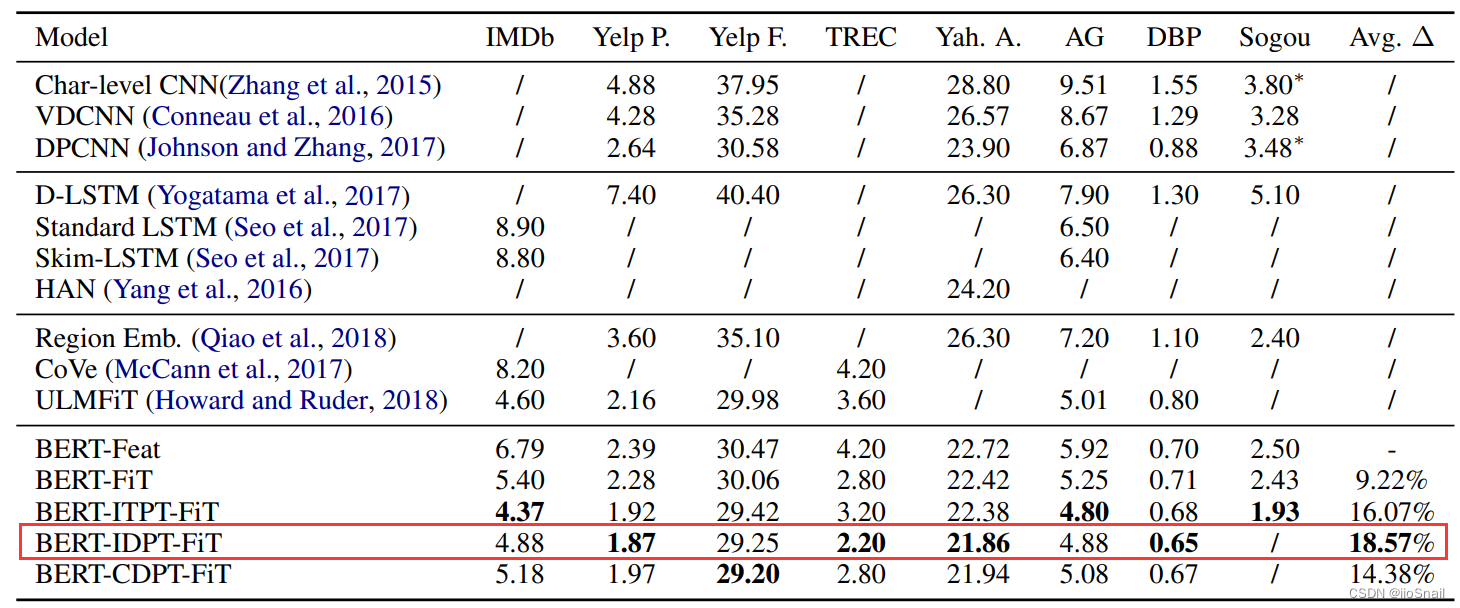 Model IMDb Yelp P. Yelp F. TREC Yah. A. AG DBP Sogou Avg. Δ
Char-level CNN(Zhang et al., 2015) / 4.88 37.95 / 28.80 9.51 1.55 3.80* /
VDCNN (Conneau et al., 2016) / 4.28 35.28 / 26.57 8.67 1.29 3.28 /
DPCNN (Johnson and Zhang, 2017) / 2.64 30.58 / 23.90 6.87 0.88 3.48* /
D-LSTM (Yogatama et al., 2017) / 7.40 40.40 / 26.30 7.90 1.30 5.10 /
Standard LSTM (Seo et al., 2017) 8.90 / / / / 6.50 / / /
Skim-LSTM (Seo et al., 2017) 8.80 / / / / 6.40 / / /
HAN (Yang et al., 2016) / / / / 24.20 / / / /
Region Emb. (Qiao et al., 2018) / 3.60 35.10 / 26.30 7.20 1.10 2.40 /
CoVe (McCann et al., 2017) 8.20 / / 4.20 / / / / /
ULMFiT (Howard and Ruder, 2018) 4.60 2.16 29.98 3.60 / 5.01 0.80 / /
BERT-Feat 6.79 2.39 30.47 4.20 22.72 5.92 0.70 2.50 -
BERT-FiT 5.40 2.28 30.06 2.80 22.42 5.25 0.71 2.43 9.22%
BERT-ITPT-FiT 4.37 1.92 29.42 3.20 22.38 4.80 0.68 1.93 16.07%
BERT-IDPT-FiT 4.88 1.87 29.25 2.20 21.86 4.88 0.65 / 18.57%
BERT-CDPT-FiT 5.18 1.97 29.20 2.80 21.94 5.08 0.67 / 14.38%
CSDN @iioSnail